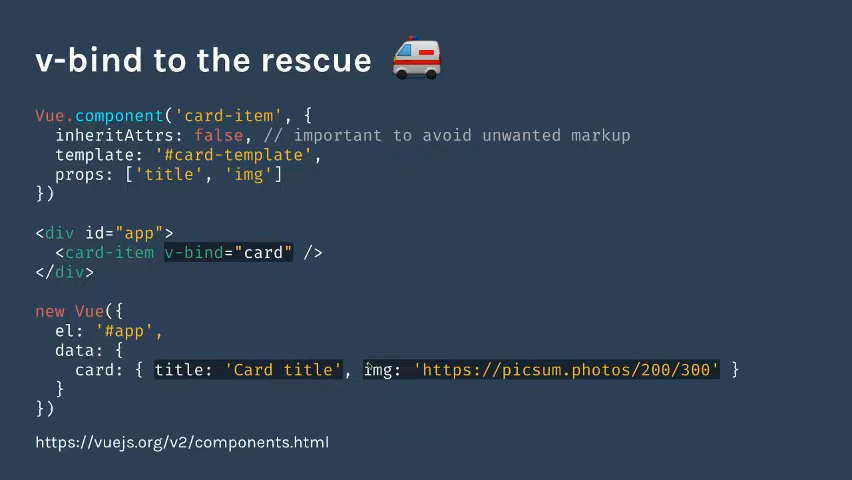 v-bind to the rescue
Vue.component('card-item', {
  inheritAttrs: false, // important to avoid unwanted markup
  template: '#card-template',
  props: ['title', 'img']
})
<div id="app">
  <card-item v-bind="card" />
</div>
new Vue({
  el: '#app',
  data: {
    card: { title: 'Card title', img: 'https://picsum.photos/200/300' }
  }
})
https://vuejs.org/v2/components.html